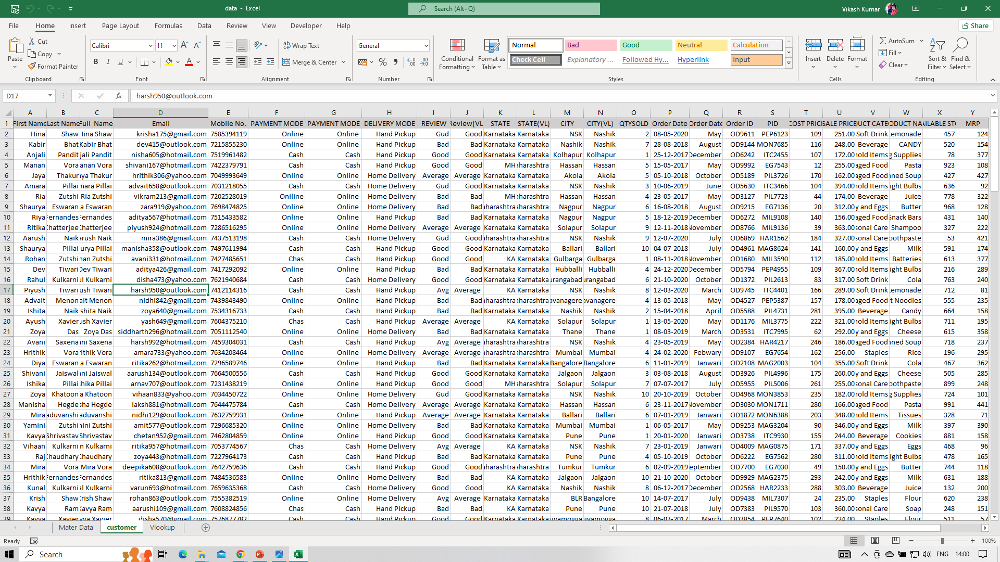 data - Excel
Search (Alt+Q)
Vikash Kumar
File Home Insert Page Layout Formulas Data Review View Developer Help
Share
Paste Cut Copy Format Painter Clipboard
Calibri 11 B I U Font
Wrap Text Merge & Center Alignment
General % Number
Conditional Formatting Format as Table
Normal Bad Good Neutral Calculation
Check Cell Explanatory ... Followed Hy... Hyperlink Input
Styles
Insert Delete Format Cells
AutoSum Fill Clear Sort & Filter Find & Select Editing
D17 fx harsh950@outlook.com
A B C D E F G H I J K L M N O P Q R S T U V W X Y
1 First Name Last Name Full Name Email Mobile No. PAYMENT MODE PAYMENT MODE DELIVERY MODE REVIEW Review(VL STATE STATE(VL) CITY CITY(VL) QTYSOLD Order Date Order Date Order ID PID COST PRICE SALE PRICE DUCT CATE ODUCT NA AILABLE STO MRP
2 Hina Shaw Hina Shaw krisha175@gmail.com 7585394119 Online Online Hand Pickup Gud Good Karnataka Karnataka NSK Nashik 2 08-05-2020 May OD9611 PEP6123 109 251.00 Soft Drink emonade 457 124
3 Kabir Bhat Kabir Bhat dev415@outlook.com 7215855230 Online Online Hand Pickup Bad Bad Karnataka Karnataka Nashik Nashik 7 28-08-2018 August OD9144 MON7685 116 248.00 Beverage CANDY 520 154
4 Anjali Pandit jali Pandit nisha605@hotmail.com 7519961482 Cash Cash Hand Pickup Good Good Karnataka Karnataka Kolhapur Kolhapur 1 25-12-2017 December OD6242 ITC2455 107 172.00 hold Items g Supplies 78 377
5 Manan Vora anan Vora shivani167@hotmail.com 7422379791 Cash Cash Hand Pickup Good Good MH aharashtra Hassan Hassan 5 15-05-2017 May OD9992 EG7543 12 255.00 aged Food Pasta 923 108
6 Jaya Thakur ya Thakur hrithik306@yahoo.com 7049993649 Online Online Home Delivery Average Average Karnataka Karnataka Akola Akola 5 05-10-2018 October OD5189 PIL3726 170 162.00 aged Food nned Soup 427 427
7 Amara Pillai mara Pillai advait658@outlook.com 7031218055 Cash Cash Home Delivery Gud Good Karnataka Karnataka NSK Nashik 3 10-06-2019 June OD5630 ITC3466 104 394.00 hold Items ight Bulbs 636 92
8 Ria Zutshi Ria Zutshi vikram213@gmail.com 7202528019 Oniline Online Home Delivery Bad Bad MH aharashtra Hassan Hassan 4 23-05-2017 May OD3127 PIL7723 44 174.00 Beverage Juice 778 322
9 Shaurya Eswaran a Eswaran zara919@yahoo.com 7698474825 Online Online Home Delivery Bad Bad aharashtra aharashtra Nagpur Nagpur 6 16-08-2018 August OD9215 EG7136 20 312.00 y and Eggs Butter 968 128
10 Riya Fernandes Fernandes aditya567@hotmail.com 7515433582 Online Online Hand Pickup Bad Bad Karnataka Karnataka Nagpur Nagpur 5 18-12-2019 December OD6272 MIL9108 140 156.00 aged Food Snack Bars 431 140
11 Ritika Chatterjee Chatterjee piyush924@hotmail.com 7286516295 Online Online Home Delivery Average Average Karnataka Karnataka Solapur Solapur 9 12-11-2018 November OD8766 MIL9136 39 363.00 sonal Care Shampoo 327 222
12 Aarush Naik arush Naik mira386@gmail.com 7437513198 Cash Cash Home Delivery Gud Good Karnataka Karnataka NSK Nashik 9 12-07-2020 July OD6869 HAR1562 184 327.00 sonal Care oothpaste 53 421
13 Shaurya Pillai urya Pillai manisha358@outlook.com 7497611994 Cash Cash Hand Pickup Good Good Karnataka Karnataka Ballari Ballari 10 04-07-2018 July OD4961 MAG8624 141 160.00 y and Eggs Milk 591 174
14 Rohan Zutshi han Zutshi avani331@hotmail.com 7427485651 Chas Cash Hand Pickup Good Good KA Karnataka Gulbarga Gulbarga 1 08-11-2018 November OD1680 MIL3590 112 185.00 hold Items Batteries 613 377
15 Dev Tiwari Dev Tiwari aditya426@gmail.com 7417292092 Online Online Hand Pickup Bad Bad Karnataka Karnataka Hubballi Hubballi 4 24-12-2020 December OD5794 PEP4955 109 367.00 hold Items ight Bulbs 216 289
16 Rahul Kulkarni ul Kulkarni disha473@yahoo.com 7621940684 Cash Cash Home Delivery Good Good Karnataka Karnataka urangabad urangabad 6 21-10-2020 October OD1372 PIL2613 83 317.00 Soft Drink Cola 763 240
17 Piyush Tiwari ush Tiwari harsh950@outlook.com 7412114316 Cash Cash Hand Pickup Avg Average KA Karnataka NSK Nashik 8 12-03-2020 March OD9745 ITC4401 166 289.00 Soft Drink emonade 712 81
18 Advait Menon ait Menon nidhi842@gmail.com 7439843490 Online Online Hand Pickup Bad Bad aharashtra aharashtra avanagere avanagere 4 13-05-2018 May OD4527 PEP5387 157 178.00 aged Food t Noodles 555 235
19 Ishita Naik shita Naik zoya640@gmail.com 7534316733 Cash Cash Hand Pickup Bad Bad Karnataka Karnataka Nashik Nashik 2 15-04-2018 April OD5588 PIL4731 281 395.00 Beverage Candy 664 158
20 Ayush Xavier ush Xavier yash649@gmail.com 7604375210 Chas Cash Hand Pickup Average Average KA Karnataka Solapur Solapur 1 13-05-2020 May OD1176 MIL3775 222 321.00 hold Items ight Bulbs 711 195
21 Zoya Das Zoya Das siddharth296@hotmail.com 7051112540 Online Online Home Delivery Bad Bad Karnataka Karnataka Thane Thane 1 08-03-2019 March OD3531 ITC7995 62 292.00 y and Eggs Cheese 615 358
22 Avani Saxena ni Saxena harsh992@hotmail.com 7459304031 Cash Cash Hand Pickup Avg Average aharashtra aharashtra NSK Nashik 4 23-05-2019 May OD2384 HAR4217 246 186.00 aged Food nned Soup 718 237
23 Hrithik Vora rithik Vora amara733@yahoo.com 7634208464 Online Online Home Delivery Average Average aharashtra aharashtra Mumbai Mumbai 4 24-02-2020 Febwary OD9107 EG7654 162 256.00 Staples Rice 196 295
24 Diya Eswaran a Eswaran ritika262@hotmail.com 7296589746 Online Online Hand Pickup Bad Bad Karnataka Karnataka Bangalore Bangalore 6 11-01-2019 Janwari OD2108 MAG2003 104 355.00 Soft Drink Cola 467 362
25 Shivani Jaiswal ni Jaiswal aarush134@outlook.com 7664500556 Cash Cash Hand Pickup Good Good Karnataka Karnataka Jalgaon Jalgaon 3 03-08-2018 August OD3926 PIL4996 175 260.00 y and Eggs Cheese 505 285
26 Ishika Pillai hika Pillai arnav707@outlook.com 7231438219 Online Online Hand Pickup Good Good MH aharashtra Solapur Solapur 7 07-07-2017 July OD5955 PIL5006 261 255.00 sonal Care oothpaste 899 248
27 Zoya Khatoon a Khatoon vihaan833@yahoo.com 7034450722 Online Online Home Delivery Gud Good Karnataka Karnataka NSK Nashik 10 20-10-2019 October OD4968 MON3853 235 182.00 hold Items g Supplies 724 101
28 Manisha Hegde sha Hegde laksh881@hotmail.com 7644475784 Cash Cash Home Delivery Average Average Karnataka Karnataka Hassan Hassan 6 23-11-2017 November OD3030 MON1711 280 166.00 aged Food Pasta 991 441
29 Mira aduvanshi aduvanshi nidhi129@outlook.com 7632759931 Online Online Hand Pickup Average Average Karnataka Karnataka Ballari Ballari 6 07-01-2019 Janwari OD1872 MON6388 203 348.00 hold Items Tissues 328 71
30 Yamini Zutshi nini Zutshi amit577@outlook.com 7296685320 Online Online Hand Pickup Bad Bad Karnataka Karnataka Mumbai Mumbai 1 06-05-2017 May OD9253 MAG3204 90 346.00 y and Eggs Milk 397 390
31 Kavya Shrivastav Shrivastav chetan952@gmail.com 7462804859 Online Online Hand Pickup Good Good Karnataka Karnataka Pune Pune 1 20-01-2020 Janwari OD3738 ITC9930 155 244.00 Beverage Cookies 881 158
32 Vihaan Kulkarni n Kulkarni ritika957@hotmail.com 7053774567 Chas Cash Home Delivery Avg Average KA Karnataka NSK Nashik 7 23-01-2019 Janwari OD4009 MAG0875 171 337.00 y and Eggs Eggs 468 96
33 Raj Chaudhary Chaudhary zoya443@hotmail.com 7227964173 Cash Cash Home Delivery Bad Bad Karnataka Karnataka Pune Pune 4 05-10-2019 October OD6222 EG7562 280 311.00 hold Items ight Bulbs 478 165
34 Mira Vora Mira Vora deepika608@outlook.com 7642759636 Cash Cash Hand Pickup Good Good aharashtra aharashtra Tumkur Tumkur 6 02-09-2019 eptember OD7700 EG7030 49 150.00 y and Eggs Butter 744 118
35 Hrithik Fernandes Fernandes ritika813@gmail.com 7484536583 Online Online Home Delivery Bad Bad KA Karnataka Jalgaon Jalgaon 10 21-10-2020 October OD9929 MAG2375 293 242.00 y and Eggs Milk 631 188
36 Kunal Kulkarni al Kulkarni varun693@hotmail.com 7659635368 Cash Cash Home Delivery Good Good KA Karnataka Nashik Nashik 8 06-12-2017 December OD2568 HAR2233 288 303.00 Beverage Juice 132 200
37 Krish Shaw Krish Shaw rohan863@outlook.com 7555382519 Online Online Home Delivery Avg Average Karnataka Karnataka BLR Bangalore 10 14-07-2017 July OD9438 MIL7307 24 235.00 Staples Flour 620 238
38 Kavya Ram Kavya Ram aarushi109@gmail.com 7608824856 Chas Cash Hand Pickup Bad Bad KA Karnataka Pune Pune 10 21-07-2018 July OD7383 PIL9570 103 360.00 sonal Care Soap 248 151
39 Kavya Xavier vya Xavier disha570@gmail.com 7576877782 Cash Cash Hand Pickup Good Good Karnataka Karnataka ivamogga ivamogga 8 06-03-2017 March OD3854 PEP7640 102 224.00 Staples Flour 511 57
Mater Data customer Vlookup
Ready 100%
Search ENG 14:00